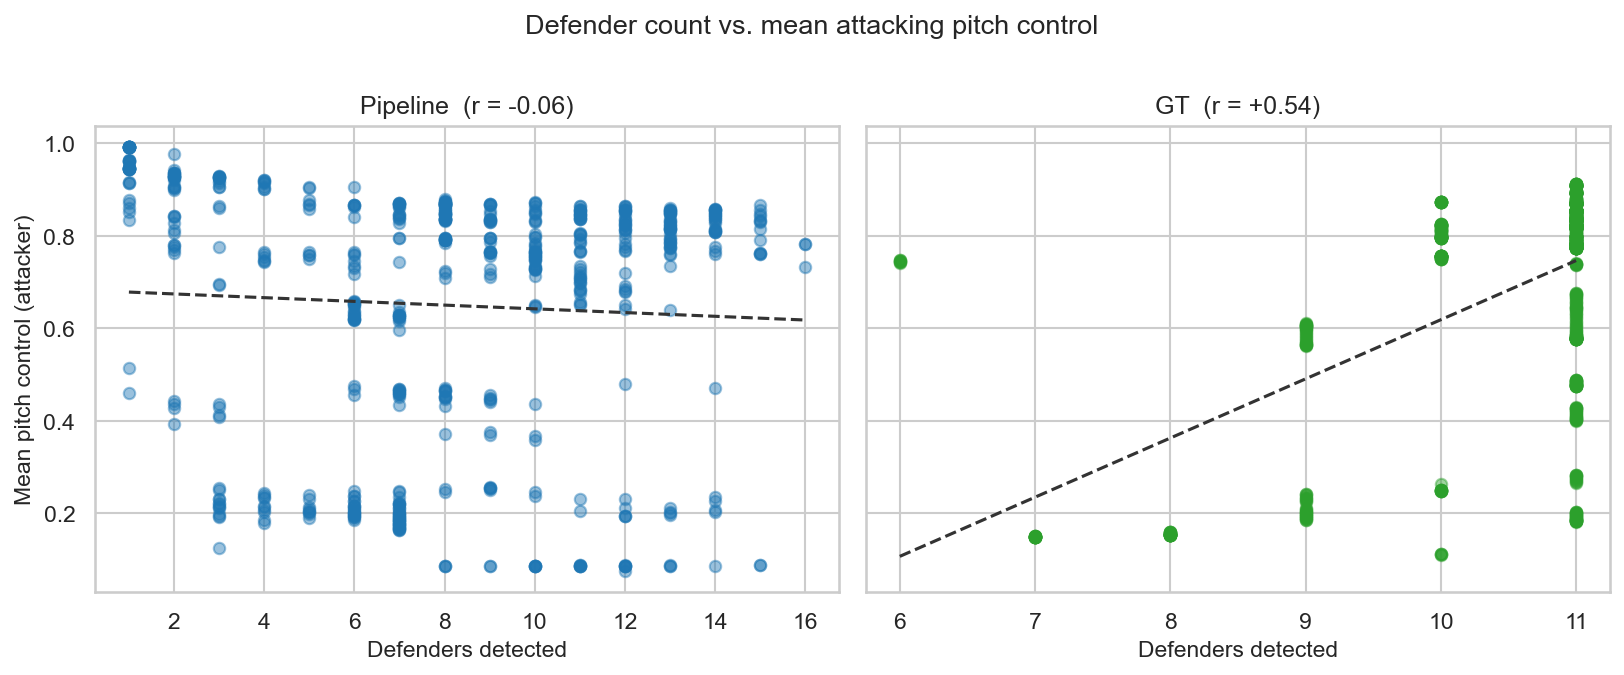 Defender count vs. mean attacking pitch control
Pipeline  (r = -0.06)
GT  (r = +0.54)
Mean pitch control (attacker)
1.0
0.8
0.6
0.4
0.2
2 4 6 8 10 12 14 16
6 7 8 9 10 11
Defenders detected
Defenders detected